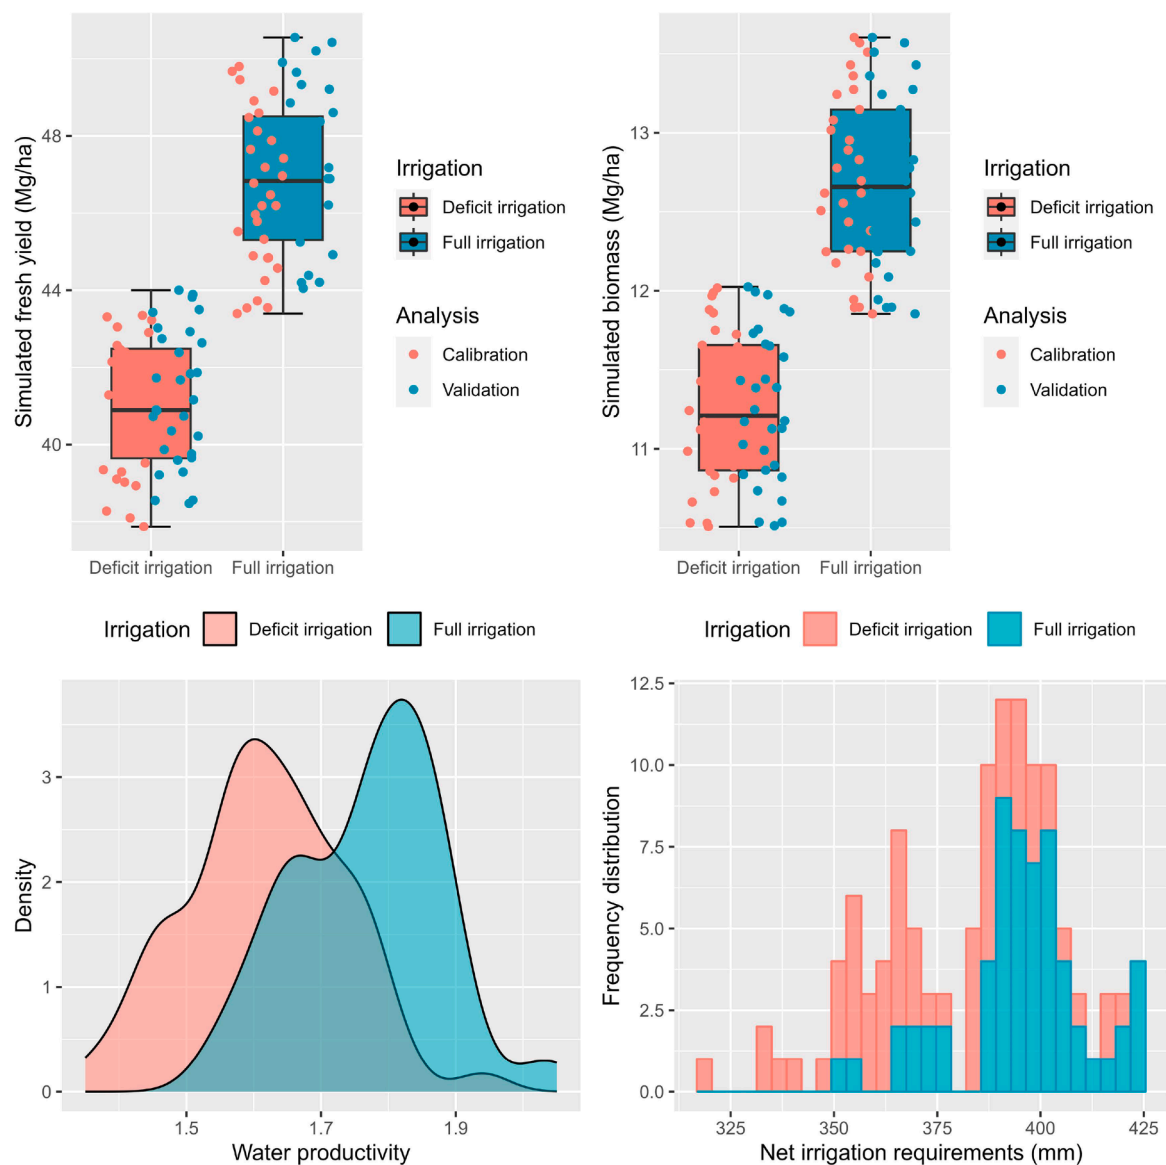 Simulated fresh yield (Mg/ha)
48
44
40
Deficit irrigation
Full irrigation
Irrigation
Deficit irrigation
Full irrigation
Analysis
Calibration
Validation
Simulated biomass (Mg/ha)
13
12
11
Deficit irrigation
Full irrigation
Irrigation
Deficit irrigation
Full irrigation
Analysis
Calibration
Validation
Irrigation Deficit irrigation Full irrigation
Density
3
2
1
0
1.5 1.7 1.9
Water productivity
Irrigation Deficit irrigation Full irrigation
Frequency distribution
12.5
10.0
7.5
5.0
2.5
0.0
325 350 375 400 425
Net irrigation requirements (mm)